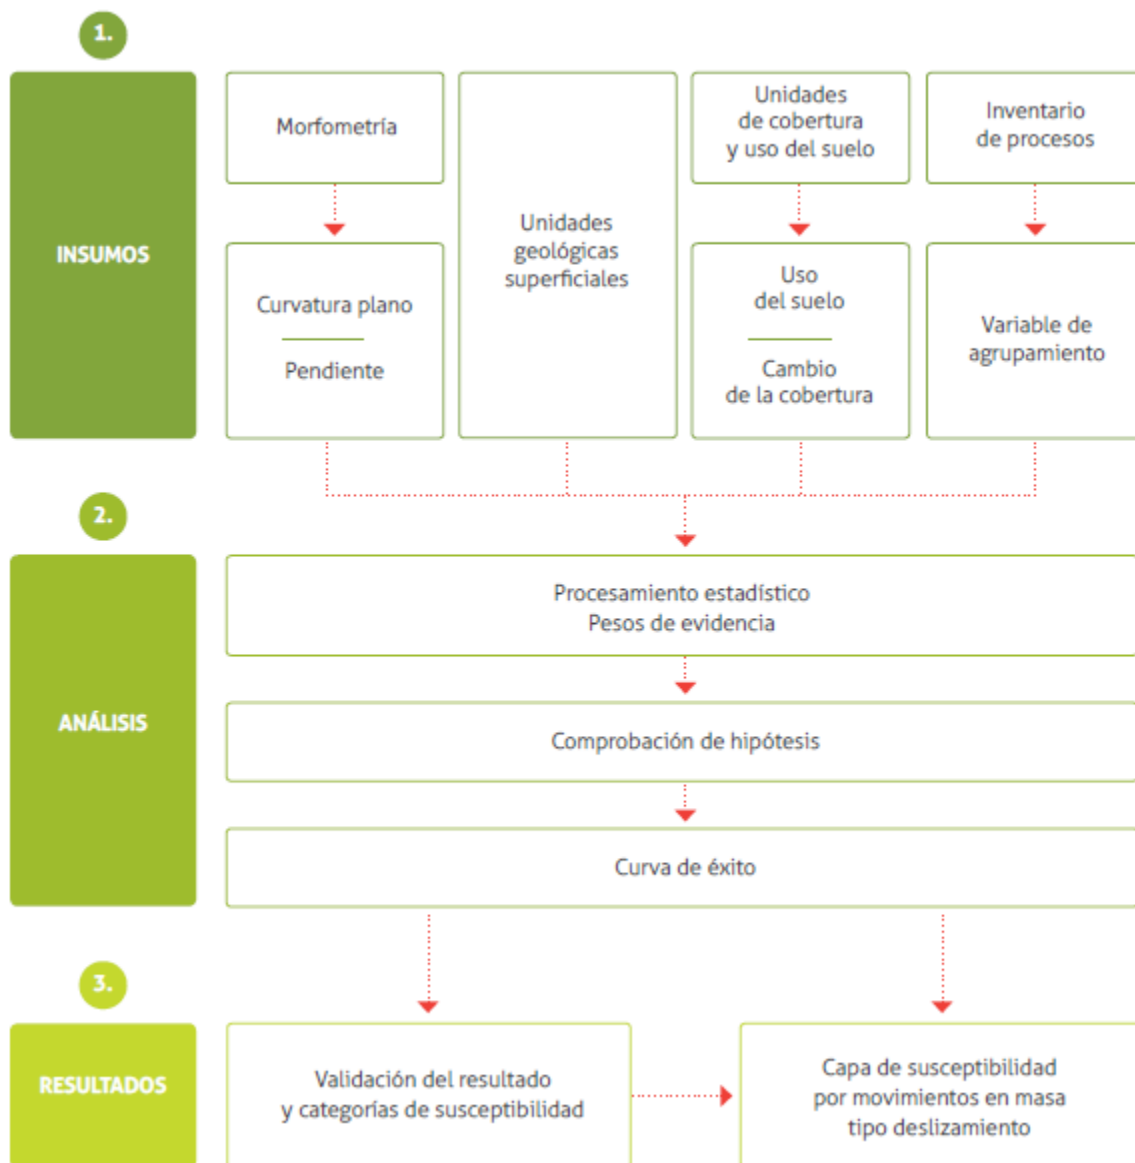 1.
INSUMOS
Morfometría
Curvatura plano
Pendiente
Unidades
geológicas
superficiales
Unidades
de cobertura
y uso del suelo
Uso
del suelo
Cambio
de la cobertura
Inventario
de procesos
Variable de
agrupamiento
2.
ANÁLISIS
Procesamiento estadístico
Pesos de evidencia
Comprobación de hipótesis
Curva de éxito
3.
RESULTADOS
Validación del resultado
y categorías de susceptibilidad
Capa de susceptibilidad
por movimientos en masa
tipo deslizamiento